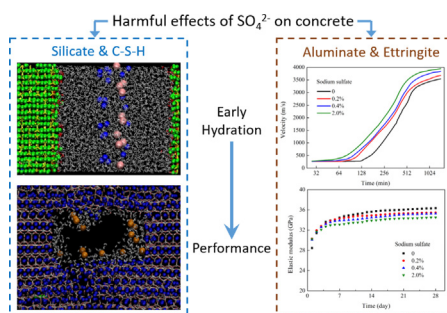 Harmful effects of SO₄²⁻ on concrete
Silicate & C-S-H
Early
Hydration
Performance
Aluminate & Ettringite
Velocity (m/s)
4000
3500
3000
2500
2000
1500
1000
500
0
Sodium sulfate
0
0.2%
0.4%
2.0%
32 64 128 256 512 1024
Time (min)
Elastic modulus (GPa)
40
36
32
28
24
20
Sodium sulfate
0
0.2%
0.4%
2.0%
0 7 14 21 28
Time (day)